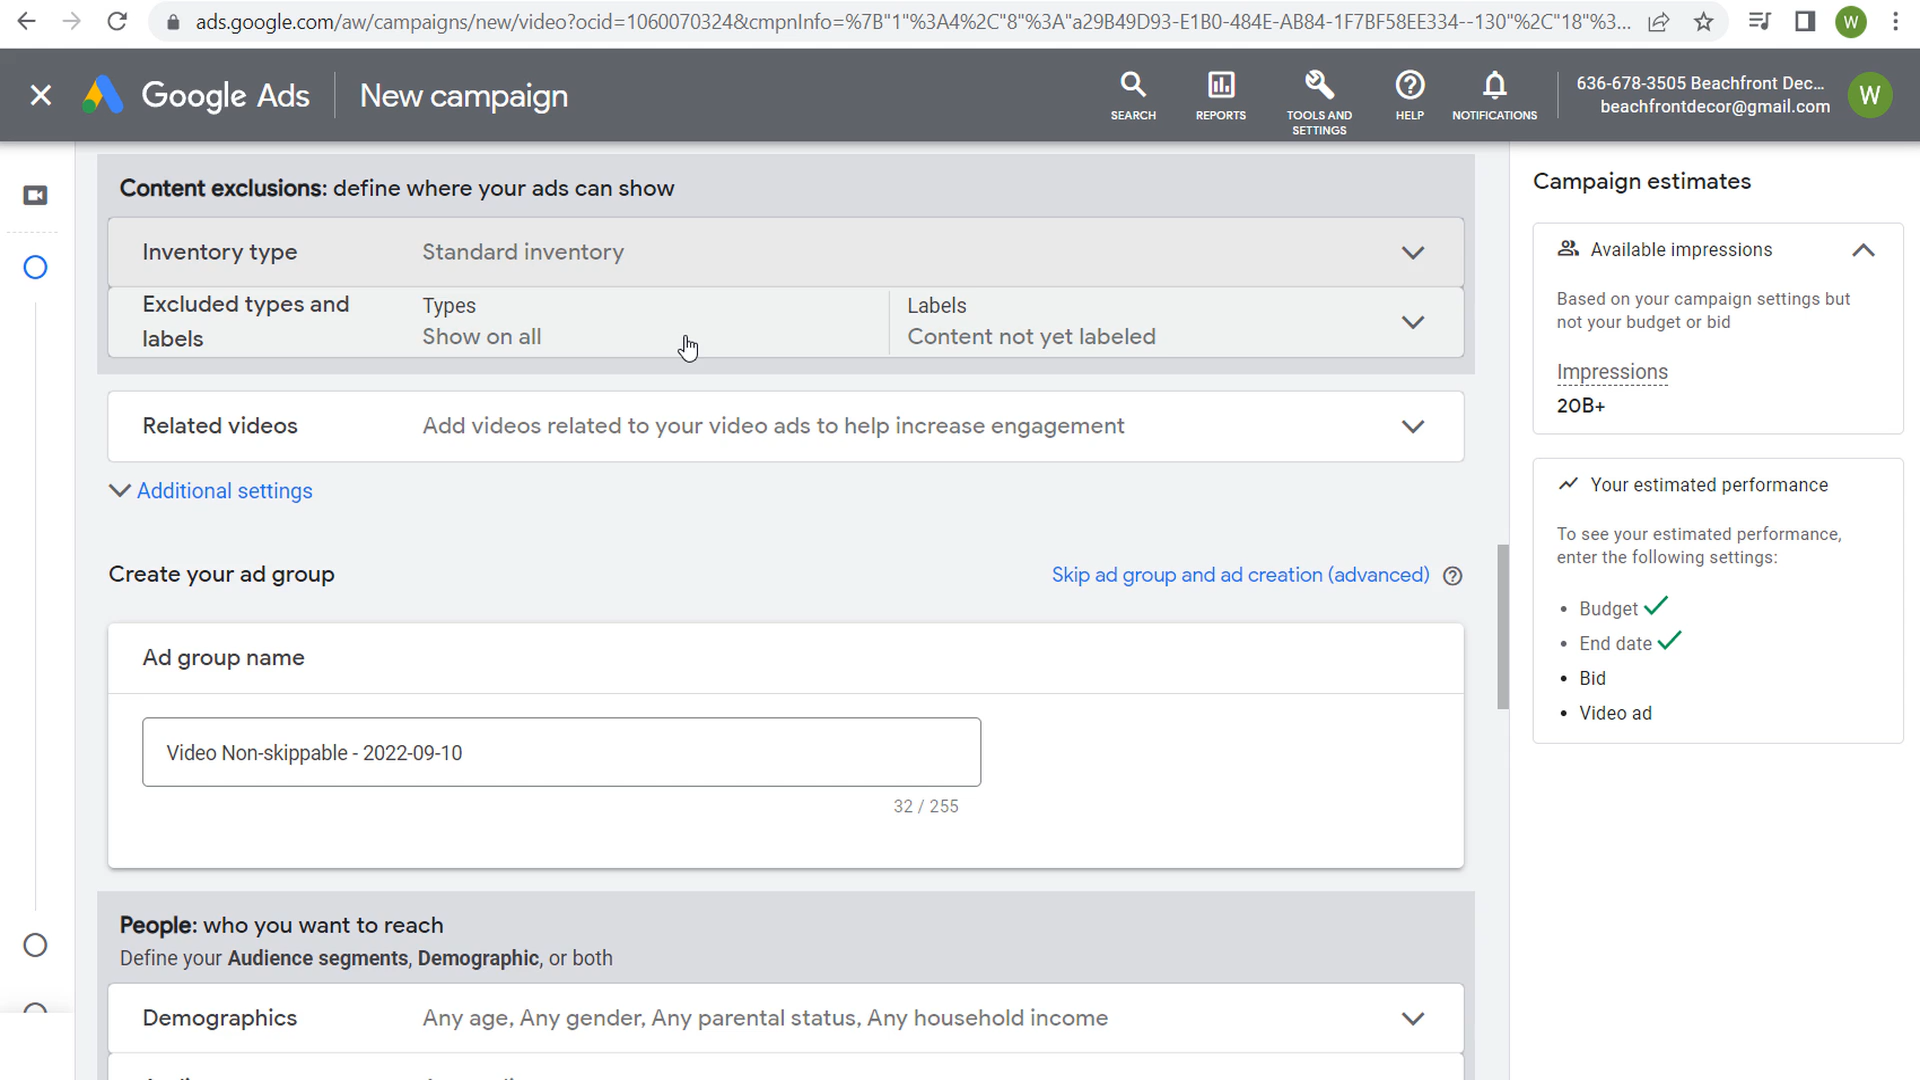 ads.google.com/aw/campaigns/new/video?ocid=1060070324&cmpnInfo=%7B"1"%3A4%2C"8"%3A"a29B49D93-E1B0-484E-AB84-1F7BF58EE334--130"%2C"18"%3...
W
Google Ads
New campaign
SEARCH
REPORTS
TOOLS AND
SETTINGS
HELP
NOTIFICATIONS
636-678-3505 Beachfront Dec...
beachfrontdecor@gmail.com
W
Content exclusions: define where your ads can show
Inventory type
Standard inventory
Excluded types and
labels
Types
Show on all
Labels
Content not yet labeled
Related videos
Add videos related to your video ads to help increase engagement
Additional settings
Create your ad group
Skip ad group and ad creation (advanced)
Ad group name
Video Non-skippable - 2022-09-10
32 / 255
People: who you want to reach
Define your Audience segments, Demographic, or both
Demographics
Any age, Any gender, Any parental status, Any household income
Campaign estimates
Available impressions
Based on your campaign settings but
not your budget or bid
Impressions
20B+
Your estimated performance
To see your estimated performance,
enter the following settings:
• Budget
• End date
• Bid
• Video ad